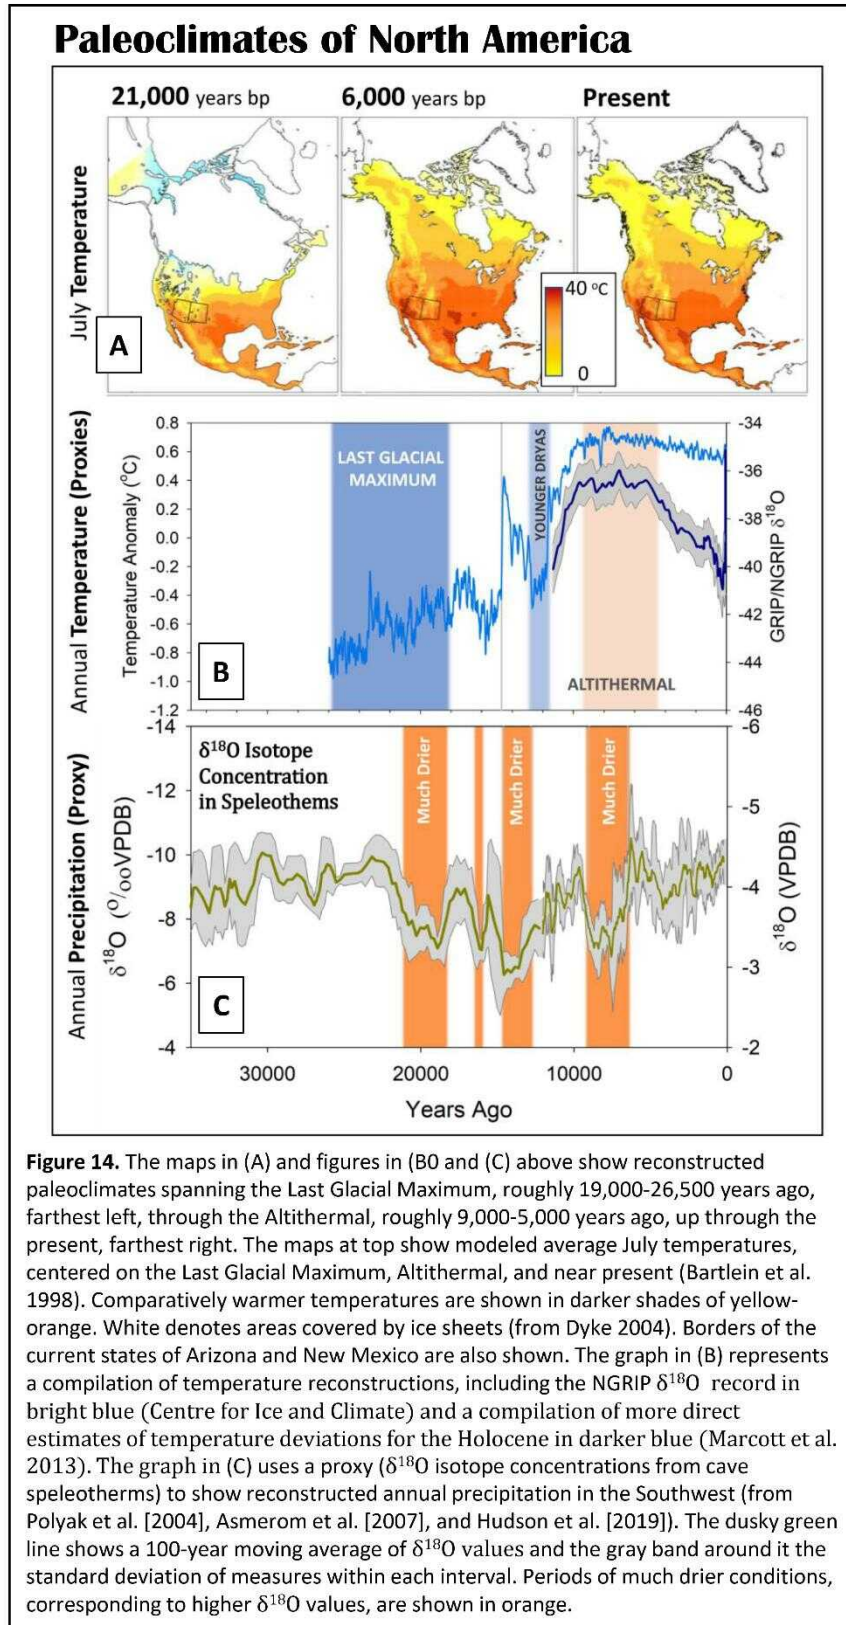 Paleoclimates of North America
21,000 years bp
6,000 years bp
Present
July Temperature
A
40 ºC
0
Annual Temperature (Proxies)
Temperature Anomaly (ºC)
0.8
0.6
0.4
0.2
0.0
-0.2
-0.4
-0.6
-0.8
-1.0
-1.2
LAST GLACIAL
MAXIMUM
YOUNGER DRYAS
ALTITHERMAL
B
-34
-36
-38
-40
-42
-44
-46
GRIP/NGRIP δ¹⁸O
Annual Precipitation (Proxy)
δ¹⁸O (⁰/ooVPDB)
-14
-12
-10
-8
-6
-4
δ¹⁸O Isotope
Concentration
in Speleothems
Much Drier
Much Drier
Much Drier
C
-6
-5
-4
-3
-2
δ¹⁸O (VPDB)
30000
20000
10000
0
Years Ago
Figure 14. The maps in (A) and figures in (B0 and (C) above show reconstructed
paleoclimates spanning the Last Glacial Maximum, roughly 19,000-26,500 years ago,
farthest left, through the Altithermal, roughly 9,000-5,000 years ago, up through the
present, farthest right. The maps at top show modeled average July temperatures,
centered on the Last Glacial Maximum, Altithermal, and near present (Bartlein et al.
1998). Comparatively warmer temperatures are shown in darker shades of yellow-
orange. White denotes areas covered by ice sheets (from Dyke 2004). Borders of the
current states of Arizona and New Mexico are also shown. The graph in (B) represents
a compilation of temperature reconstructions, including the NGRIP δ¹⁸O record in
bright blue (Centre for Ice and Climate) and a compilation of more direct
estimates of temperature deviations for the Holocene in darker blue (Marcott et al.
2013). The graph in (C) uses a proxy (δ¹⁸O isotope concentrations from cave
speleotherms) to show reconstructed annual precipitation in the Southwest (from
Polyak et al. [2004], Asmerom et al. [2007], and Hudson et al. [2019]). The dusky green
line shows a 100-year moving average of δ¹⁸O values and the gray band around it the
standard deviation of measures within each interval. Periods of much drier conditions,
corresponding to higher δ¹⁸O values, are shown in orange.